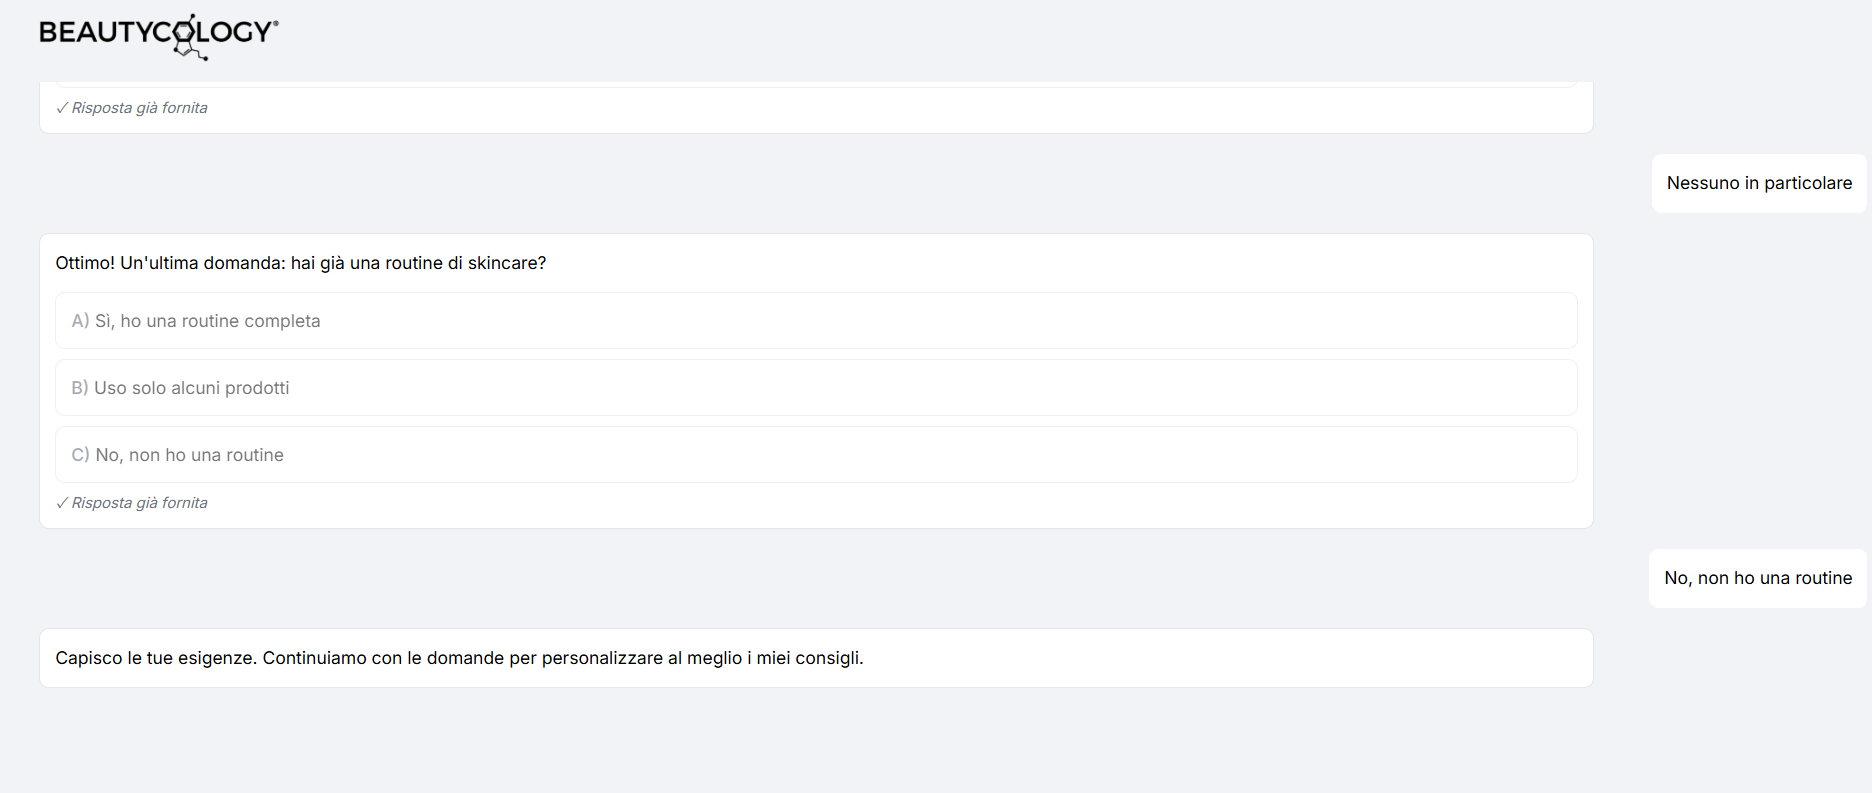 BEAUTYCOLOGY®
✓ Risposta già fornita
Nessuno in particolare
Ottimo! Un'ultima domanda: hai già una routine di skincare?
A) Sì, ho una routine completa
B) Uso solo alcuni prodotti
C) No, non ho una routine
✓ Risposta già fornita
No, non ho una routine
Capisco le tue esigenze. Continuiamo con le domande per personalizzare al meglio i miei consigli.